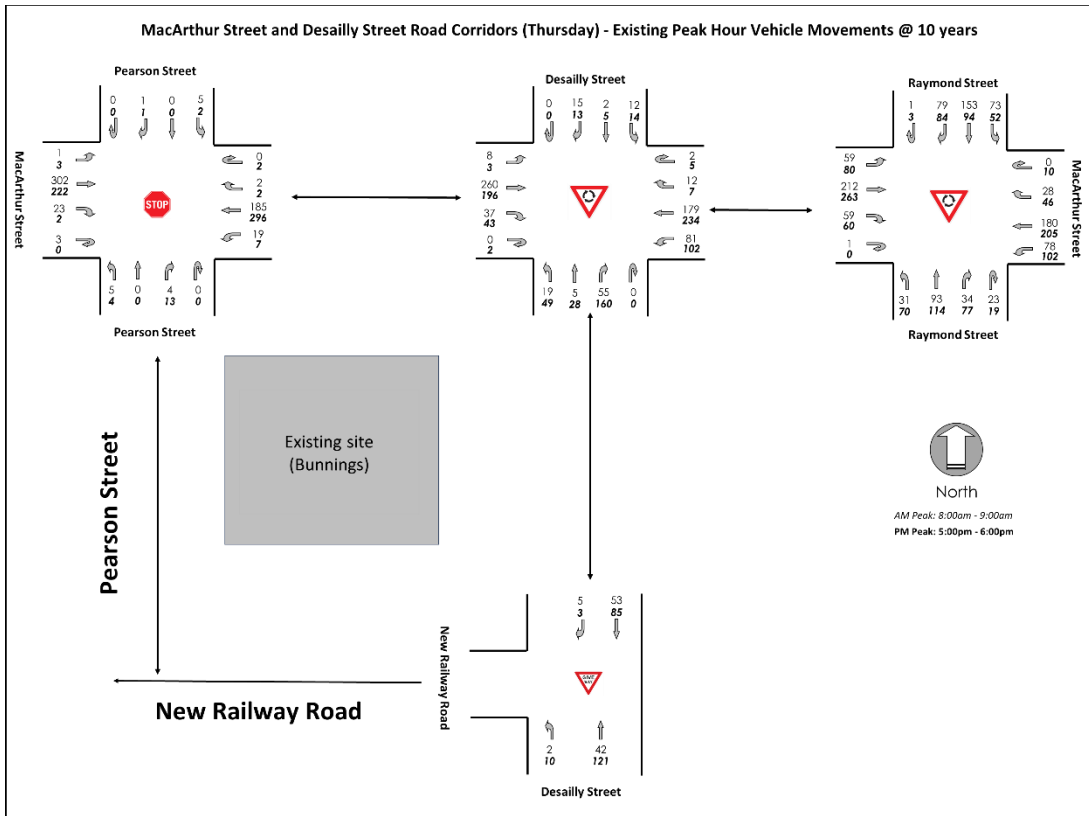 MacArthur Street and Desailly Street Road Corridors (Thursday) - Existing Peak Hour Vehicle Movements @ 10 years
Pearson Street
0 1 0 5
0 1 0 2
MacArthur Street
1
3
302
222
23
2
3
0
STOP
0
2
2
2
185
296
19
7
5 0 4 0
4 0 13 0
Pearson Street
Desailly Street
0 15 2 12
0 13 5 14
8
3
260
196
37
43
0
2
2
5
12
7
179
234
81
102
19 5 55 0
49 28 160 0
Raymond Street
1 79 153 73
3 84 94 52
59
80
212
263
59
60
1
0
0
10
28
46
180
205
78
102
MacArthur Street
31 93 34 23
70 114 77 19
Raymond Street
Pearson Street
Existing site
(Bunnings)
North
AM Peak: 8:00am - 9:00am
PM Peak: 5:00pm - 6:00pm
5 53
3 85
New Railway Road
GIVE
WAY
New Railway Road
2 42
10 121
Desailly Street